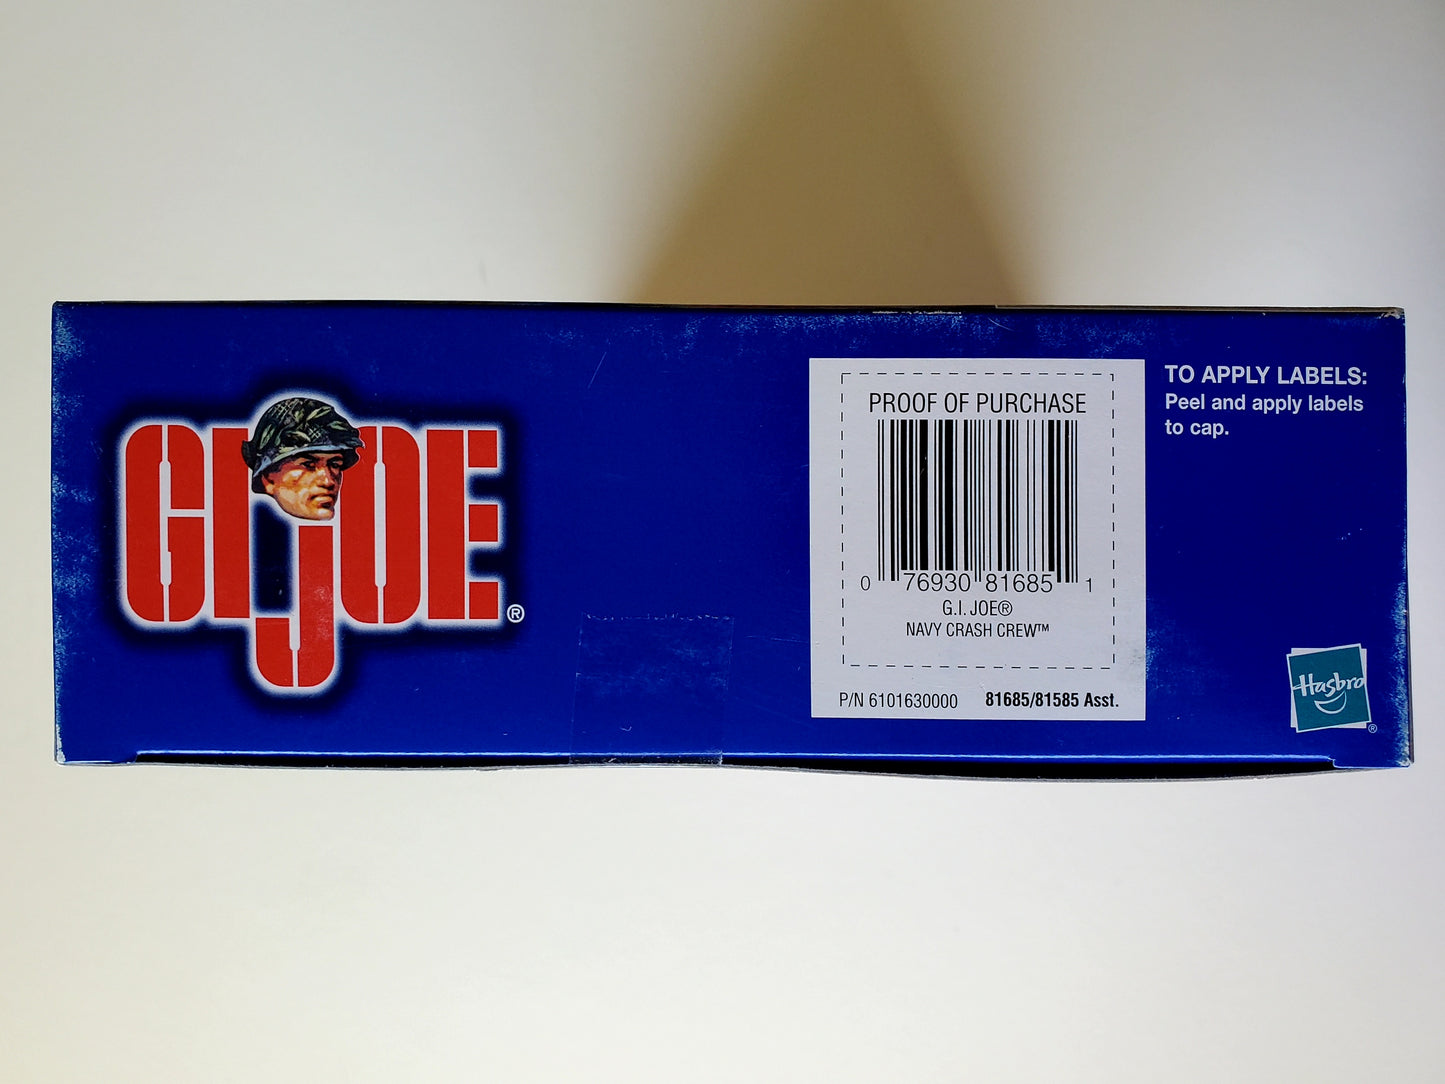 GI JOE®
PROOF OF PURCHASE
0 76930 81685 1
G.I. JOE®
NAVY CRASH CREW™
P/N 6101630000 81685/81585 Asst.
TO APPLY LABELS:
Peel and apply labels
to cap.
Hasbro®